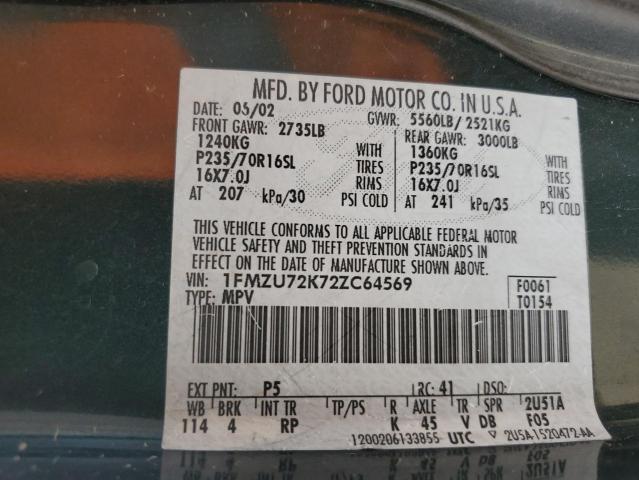 MFD. BY FORD MOTOR CO. IN U.S.A.
DATE: 05/02 GVWR: 5560LB/ 2521KG
FRONT GAWR: 2735LB REAR GAWR: 3000LB
1240KG WITH 1360KG WITH
P235/70R16SL TIRES P235/70R16SL TIRES
16X7.0J RIMS 16X7.0J RIMS
AT 207 kPa/30 PSI COLD AT 241 kPa/35 PSI COLD
THIS VEHICLE CONFORMS TO ALL APPLICABLE FEDERAL MOTOR
VEHICLE SAFETY AND THEFT PREVENTION STANDARDS IN
EFFECT ON THE DATE OF MANUFACTURE SHOWN ABOVE.
VIN: 1FMZU72K72ZC64569 F0061
TYPE: MPV T0154
EXT PNT: P5 RC: 41 DSO:
WB BRK INT TR TP/PS R AXLE TR SPR 2U51A
114 4 RP K 45 V DB F05
1200206133855 UTC 2U5A1520472-AA